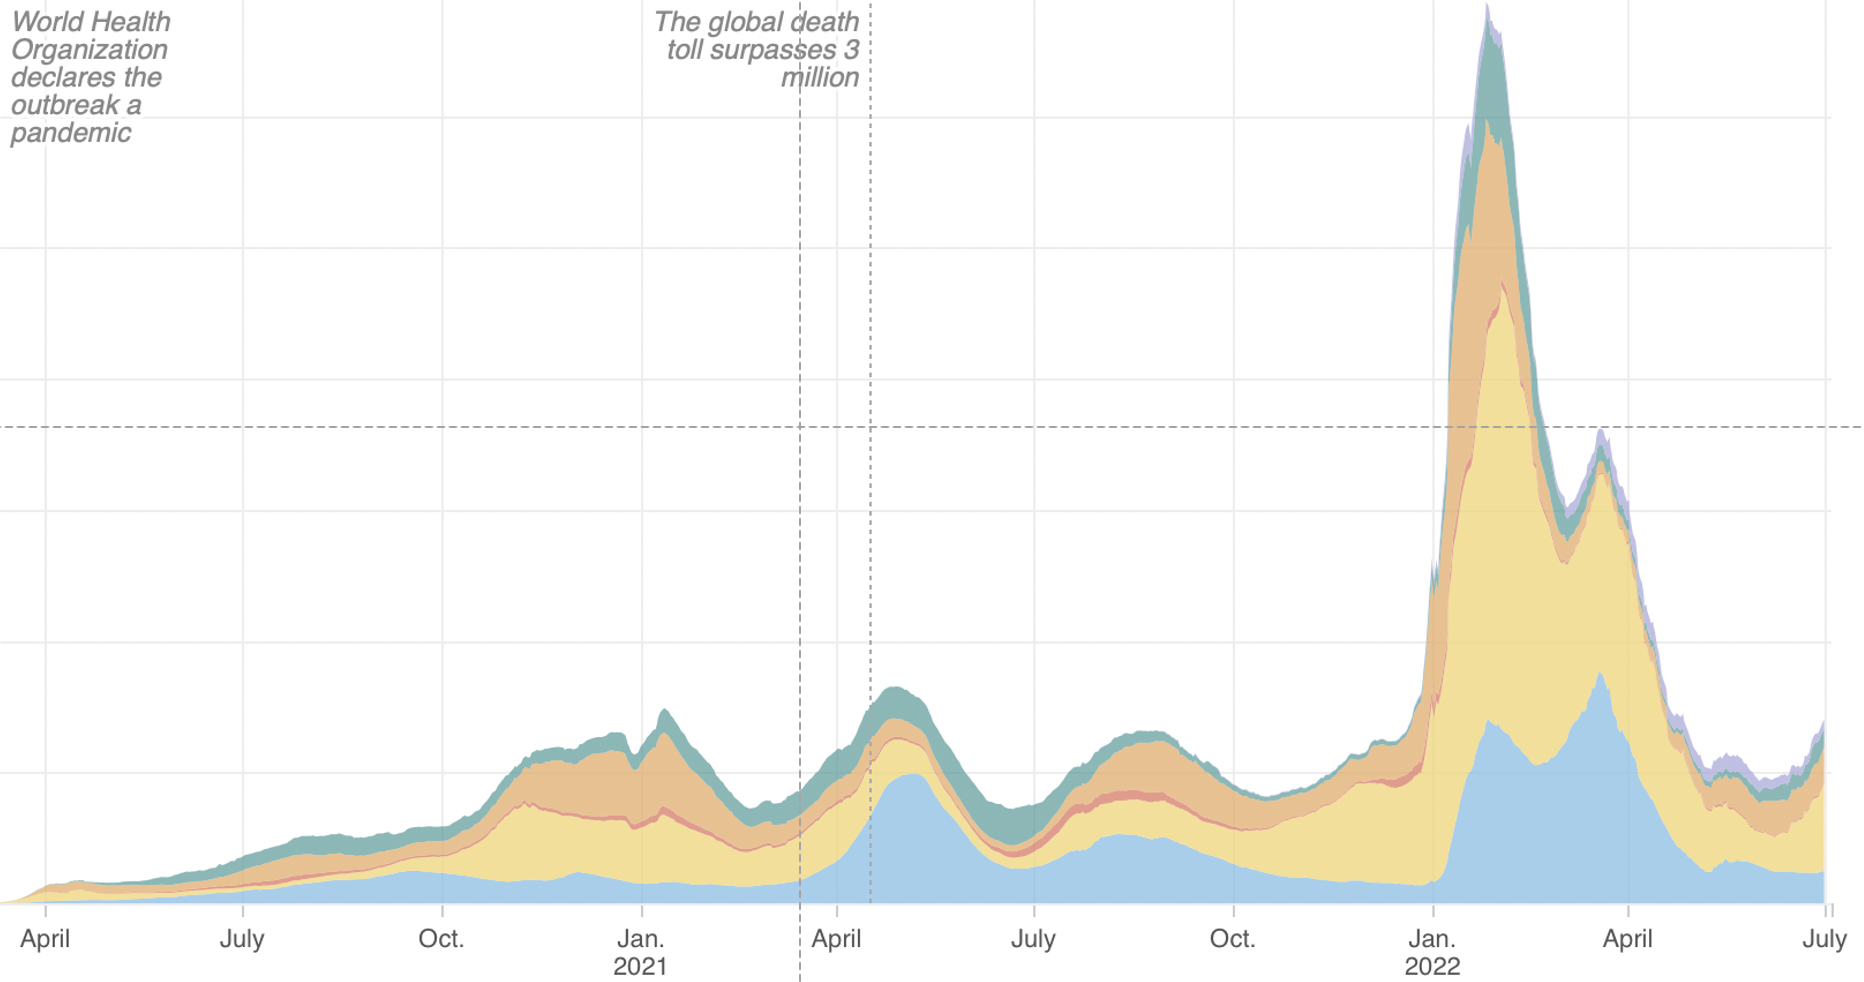 World Health
Organization
declares the
outbreak a
pandemic
The global death
toll surpasses 3
million
April
July
Oct.
Jan.
2021
April
July
Oct.
Jan.
2022
April
July